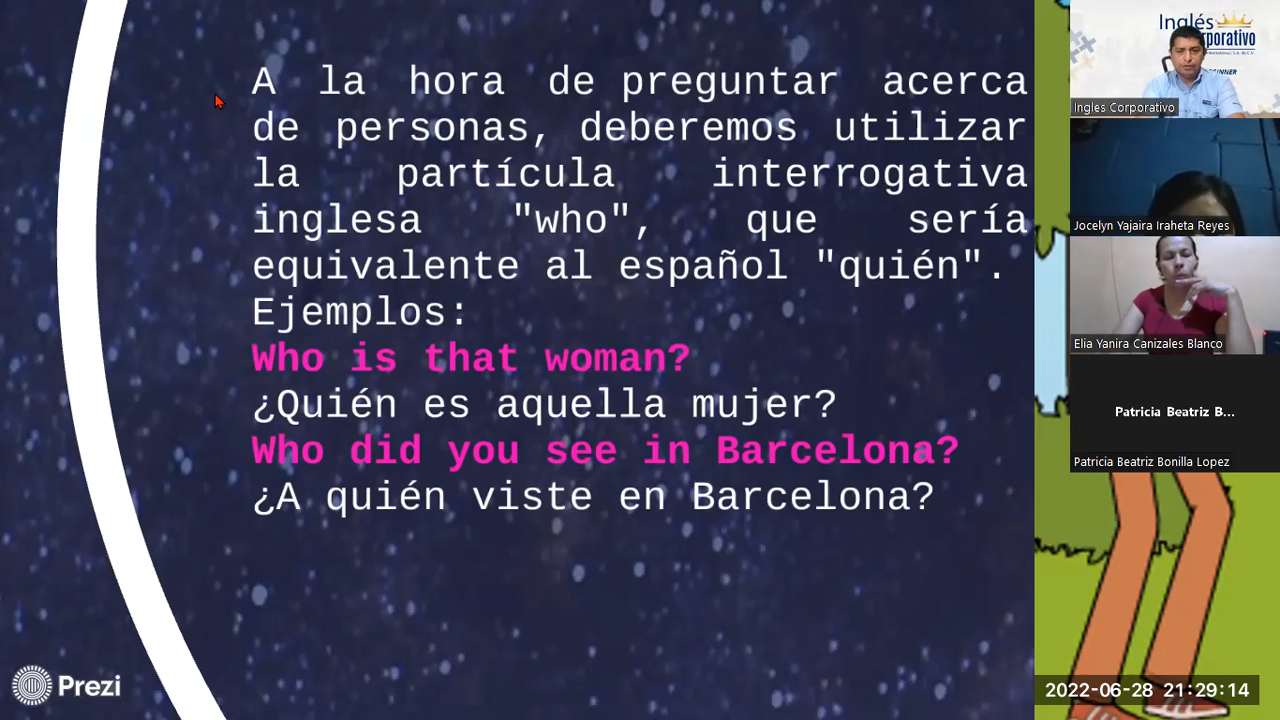 A la hora de preguntar acerca
de personas, deberemos utilizar
la partícula interrogativa
inglesa "who", que sería
equivalente al español "quién".
Ejemplos:
Who is that woman?
¿Quién es aquella mujer?
Who did you see in Barcelona?
¿A quién viste en Barcelona?
Prezi
Inglés
Ingles Corporativo
Jocelyn Yajaira Iraheta Reyes
Elia Yanira Canizales Blanco
Patricia Beatriz B...
Patricia Beatriz Bonilla Lopez
2022-06-28 21:29:14